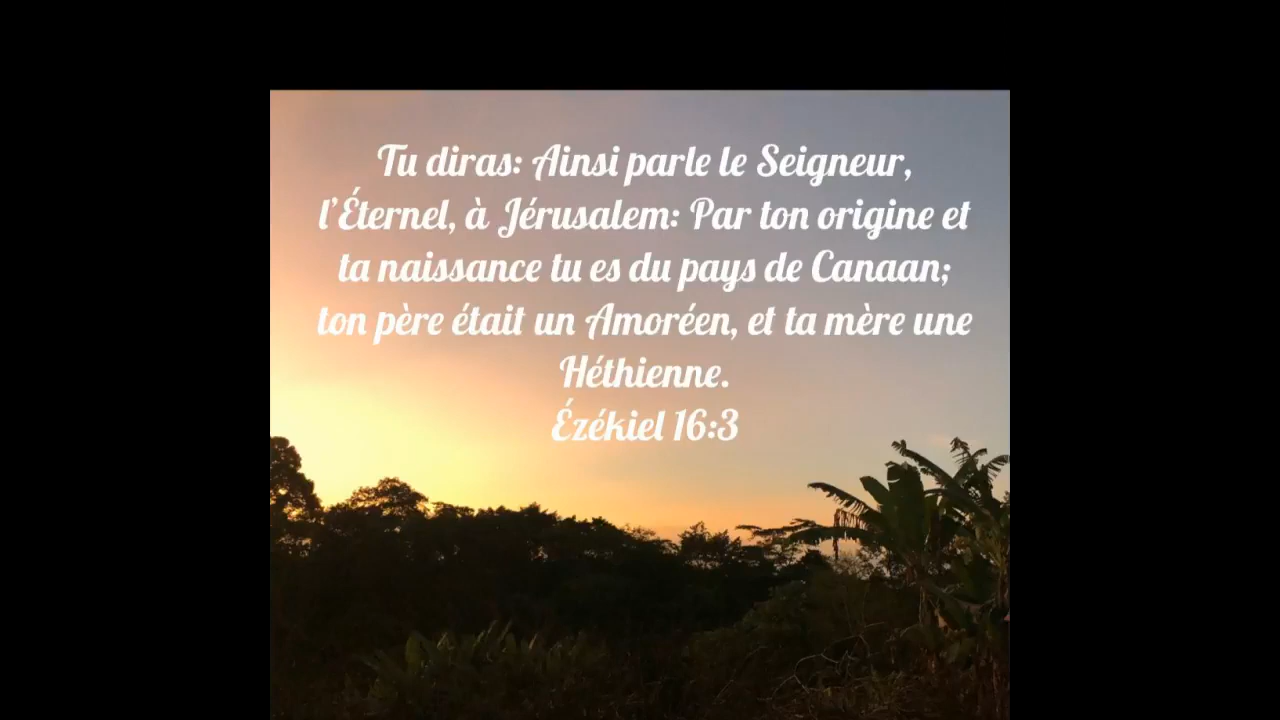 Tu diras: Ainsi parle le Seigneur,
l'Éternel, à Jérusalem: Par ton origine et
ta naissance tu es du pays de Canaan;
ton père était un Amoréen, et ta mère une
Héthienne.
Ézékiel 16:3